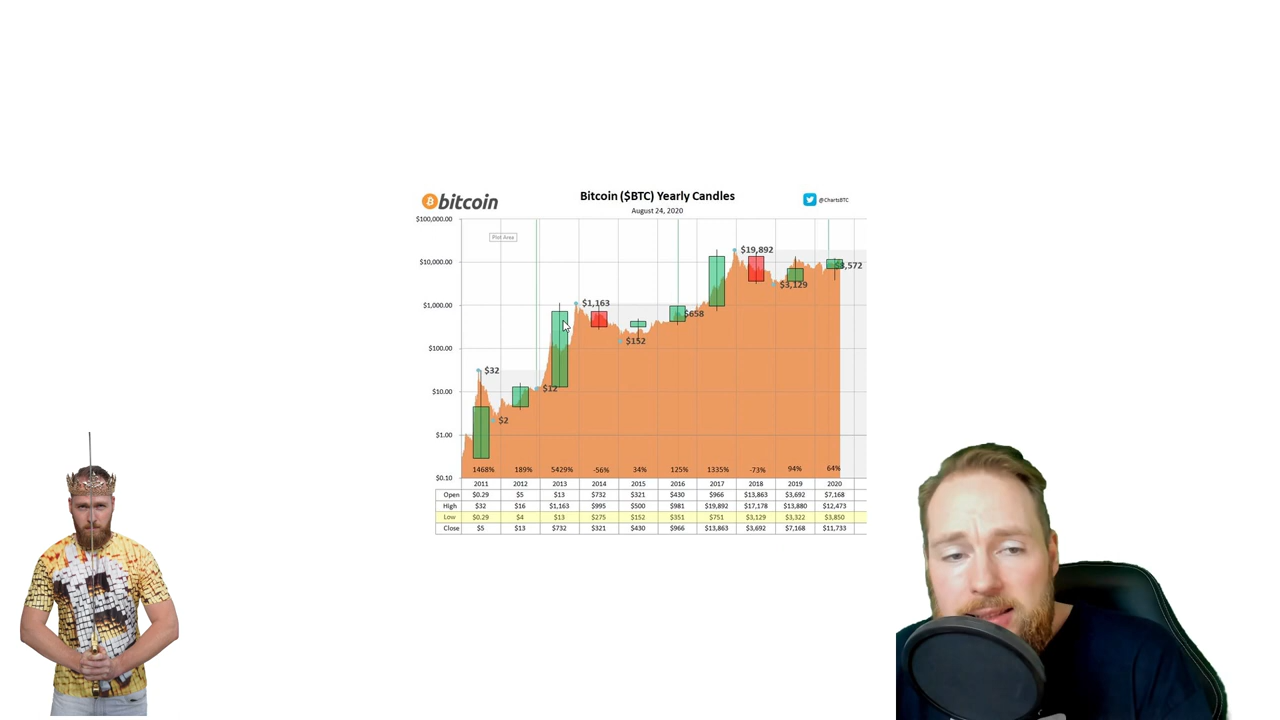 bitcoin
Bitcoin ($BTC) Yearly Candles
@ChartsBTC
August 24, 2020
$100,000.00
Plot Area
$19,892
$10,000.00
$3,129
$1,163
$1,000.00
$658
$152
$100.00
$32
$12
$10.00
$2
$1.00
1468% 189% 5429% -56% 34% 125% 1335% -73% 94% 64%
$0.10
2011 2012 2013 2014 2015 2016 2017 2018 2019 2020
Open $0.29 $5 $13 $732 $321 $430 $966 $13,863 $3,692 $7,168
High $32 $16 $1,163 $995 $500 $981 $19,892 $17,178 $13,880 $12,473
Low $0.29 $4 $13 $275 $152 $351 $751 $3,129 $3,322 $3,850
Close $5 $13 $732 $321 $430 $966 $13,863 $3,692 $7,168 $11,733